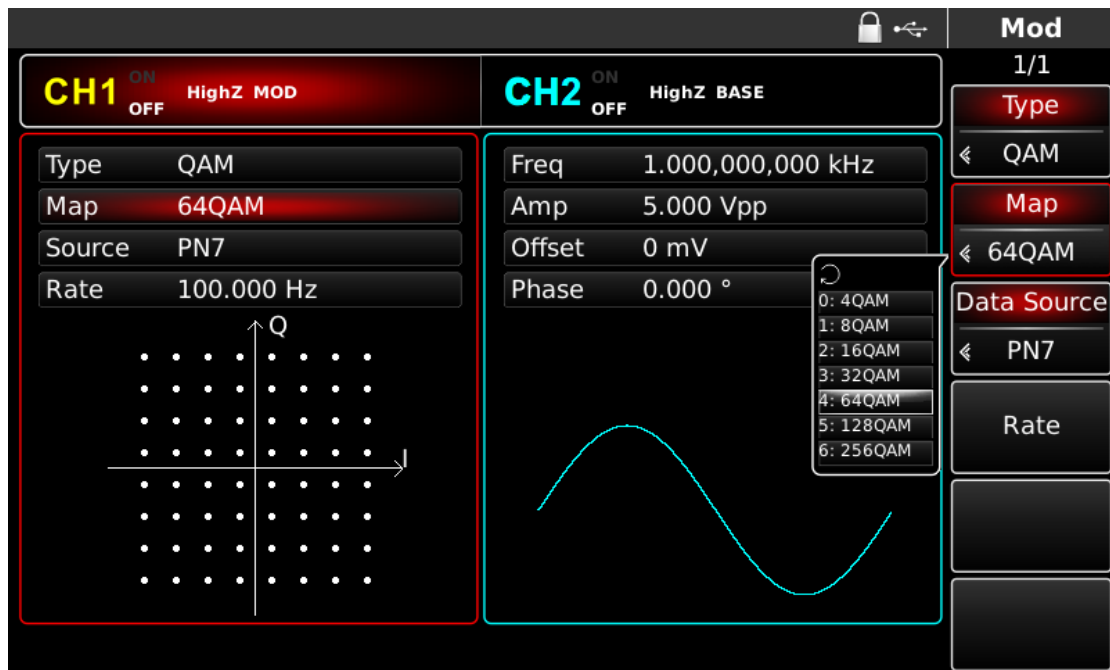 Mod
1/1
CH1 ON OFF HighZ MOD
CH2 ON OFF HighZ BASE
Type QAM
Map 64QAM
Source PN7
Rate 100.000 Hz
Q
I
Freq 1.000,000,000 kHz
Amp 5.000 Vpp
Offset 0 mV
Phase 0.000 °
0: 4QAM
1: 8QAM
2: 16QAM
3: 32QAM
4: 64QAM
5: 128QAM
6: 256QAM
Type
QAM
Map
64QAM
Data Source
PN7
Rate